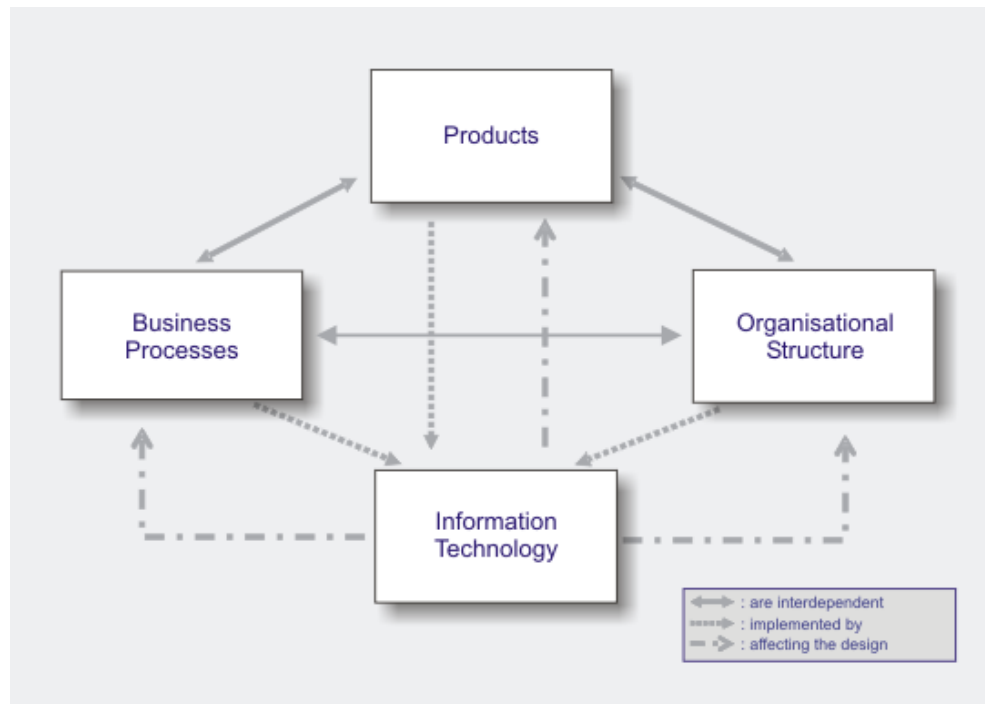 Products
Business
Processes
Organisational
Structure
Information
Technology
: are interdependent
: implemented by
: affecting the design